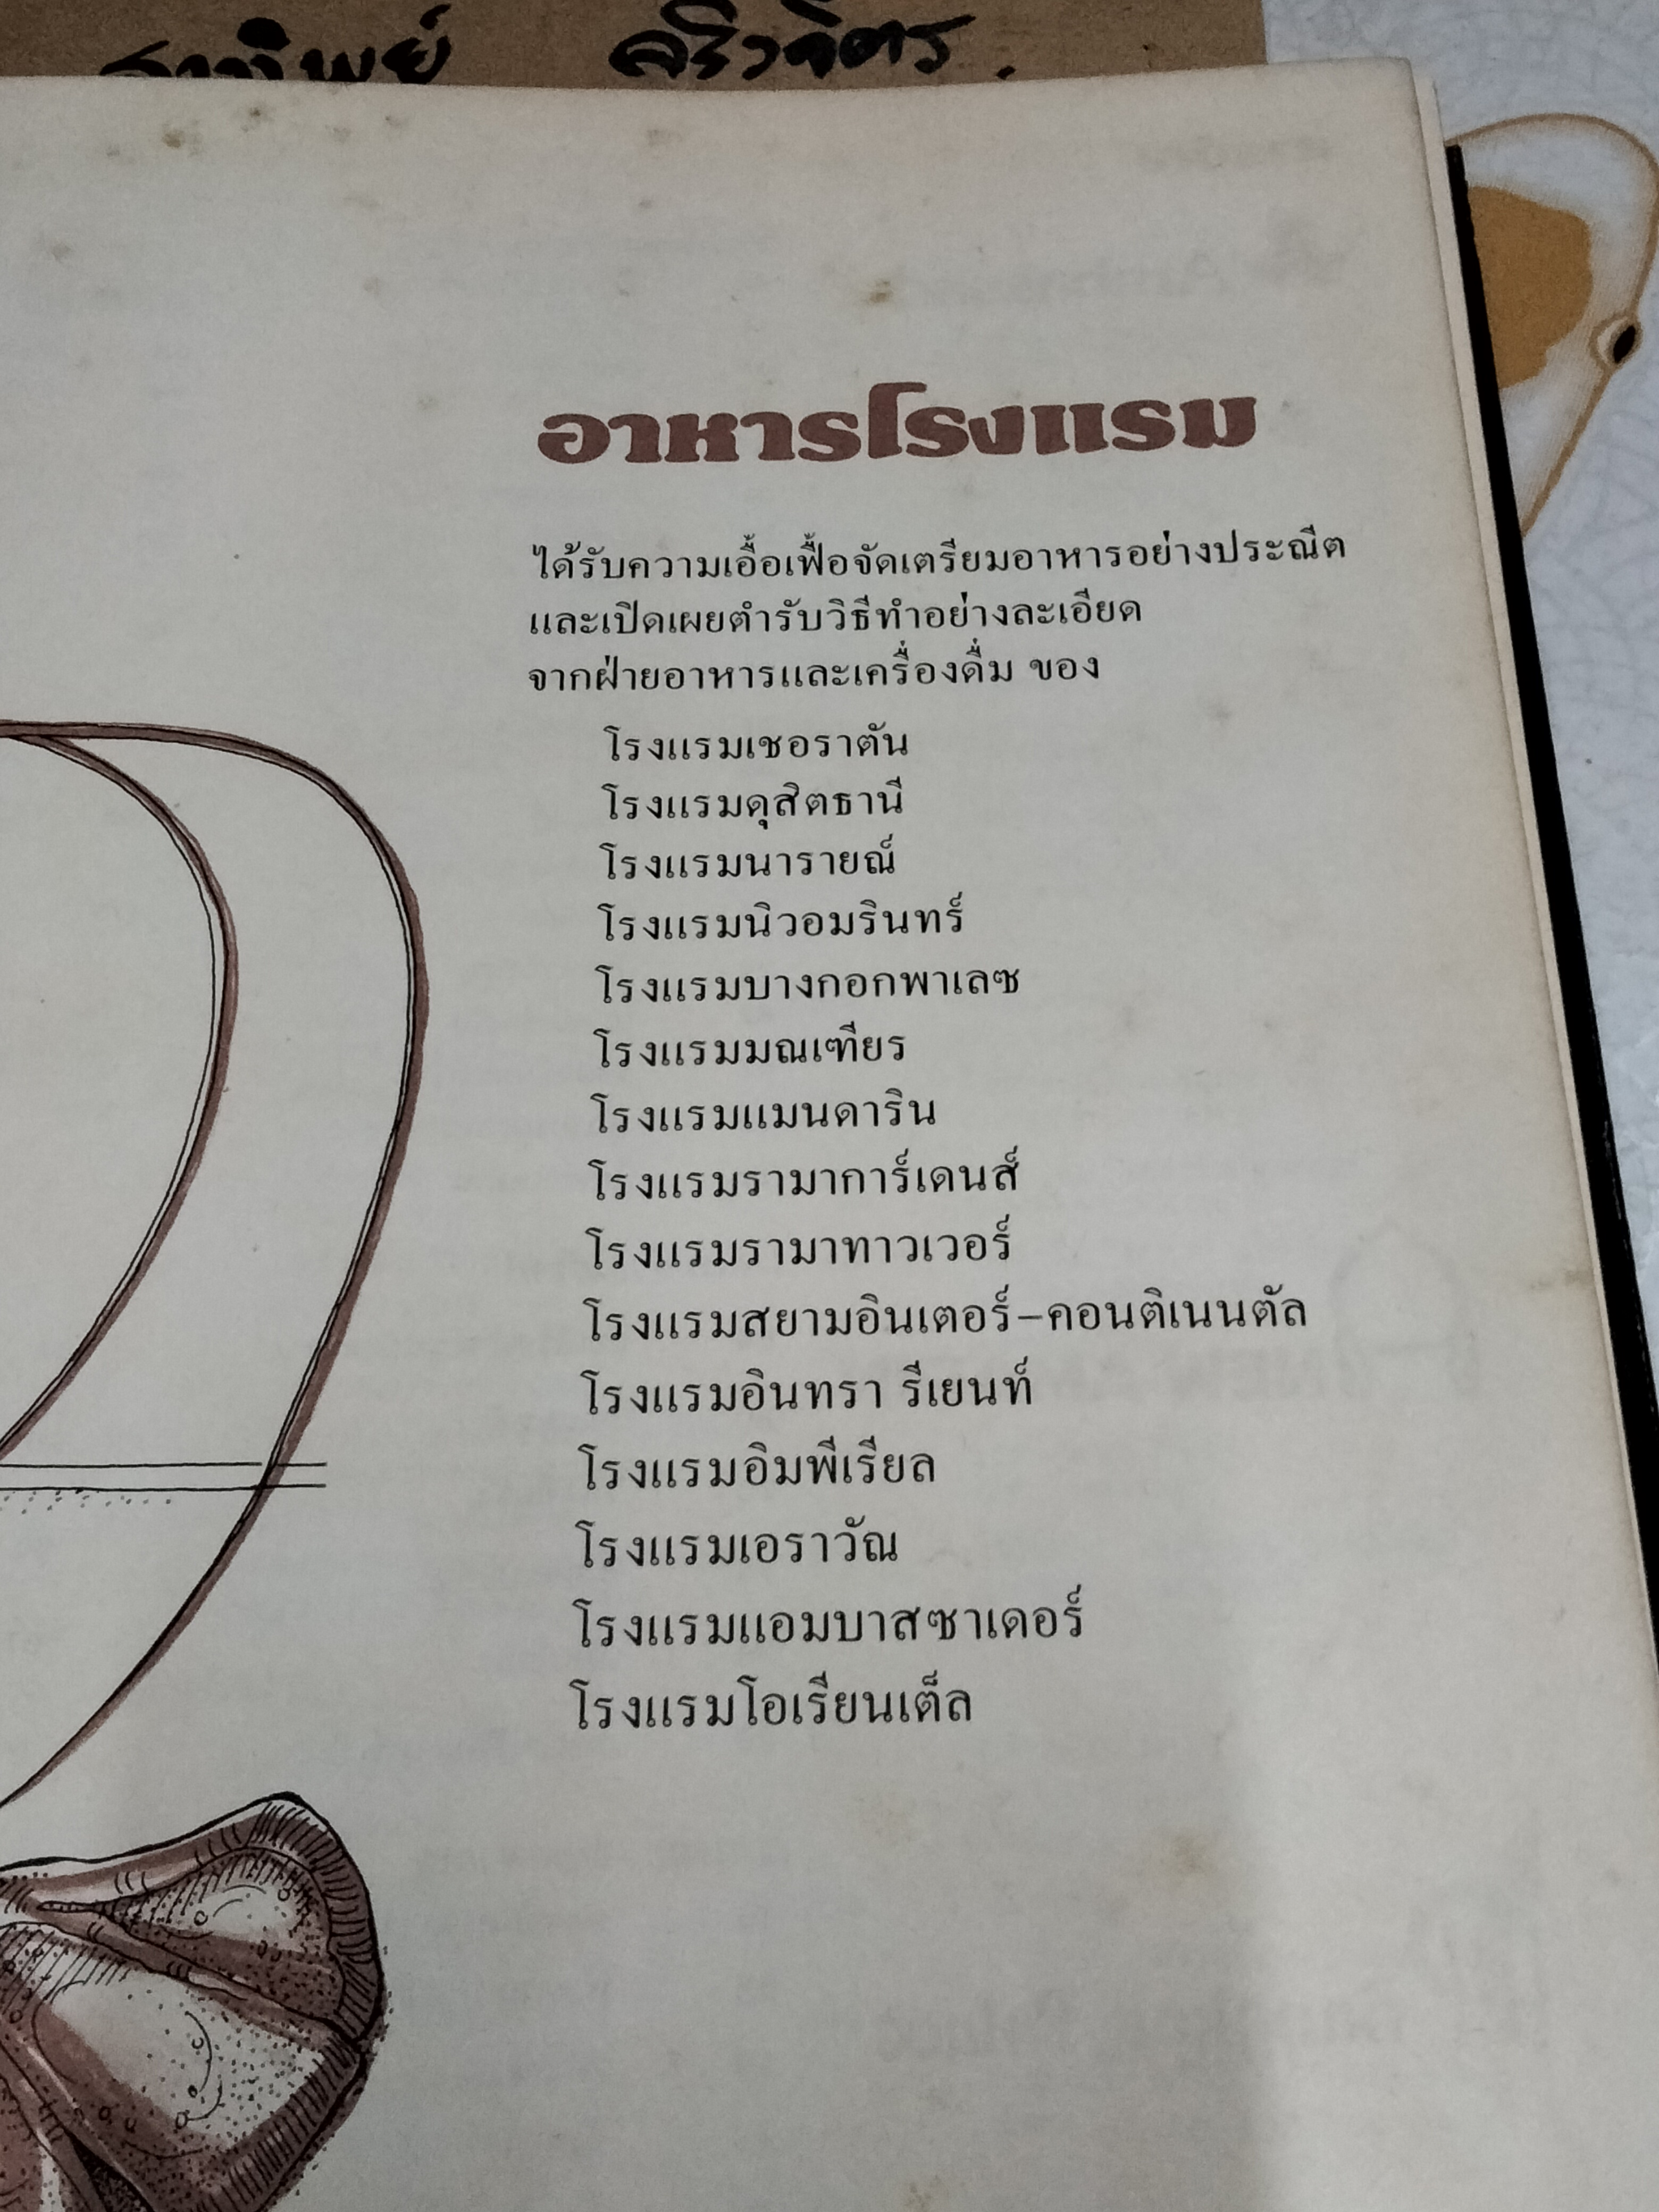 อาหารโรงแรม
ได้รับความเอื้อเฟื้อจัดเตรียมอาหารอย่างประณีต
และเปิดเผยตำรับวิธีทำอย่างละเอียด
จากฝ่ายอาหารและเครื่องดื่ม ของ
โรงแรมเชอราตัน
โรงแรมดุสิตธานี
โรงแรมนารายณ์
โรงแรมนิวอมรินทร์
โรงแรมบางกอกพาเลซ
โรงแรมมณเฑียร
โรงแรมแมนดาริน
โรงแรมรามาการ์เดนส์
โรงแรมรามาทาวเวอร์
โรงแรมสยามอินเตอร์-คอนติเนนตัล
โรงแรมอินทรา รีเยนท์
โรงแรมอิมพีเรียล
โรงแรมเอราวัณ
โรงแรมแอมบาสซาเดอร์
โรงแรมโอเรียนเต็ล